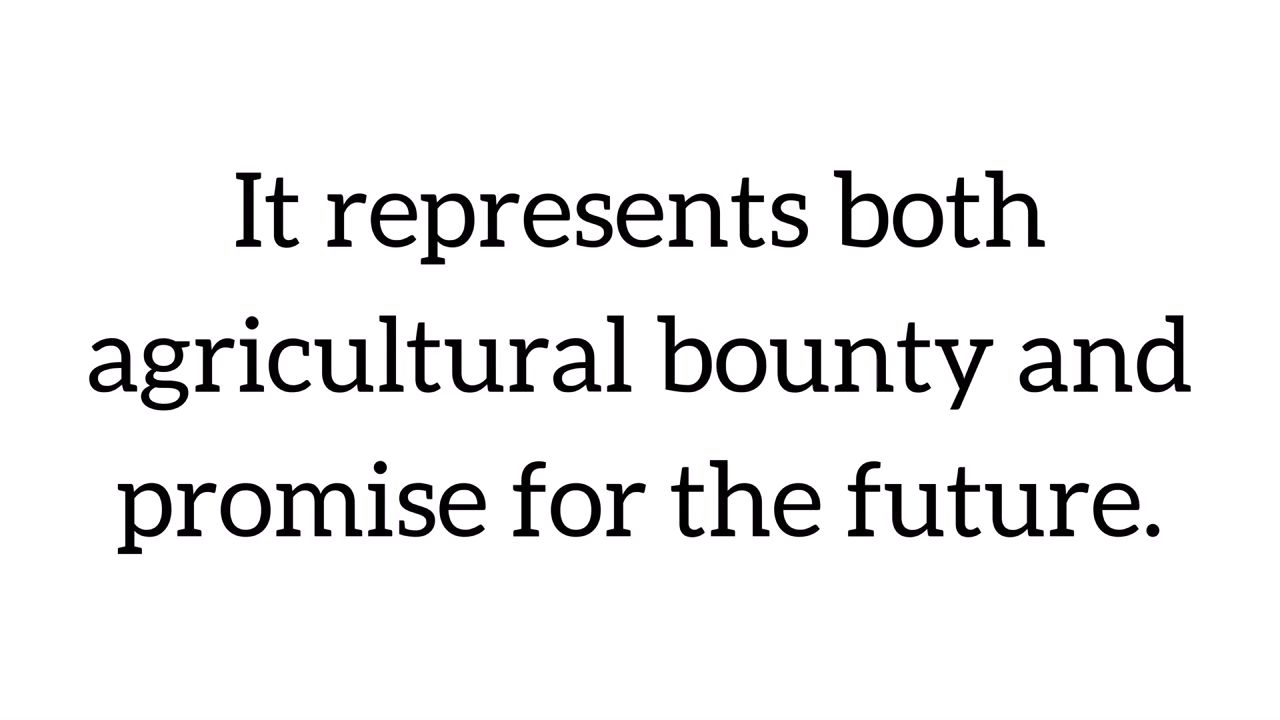 It represents both
agricultural bounty and
promise for the future.